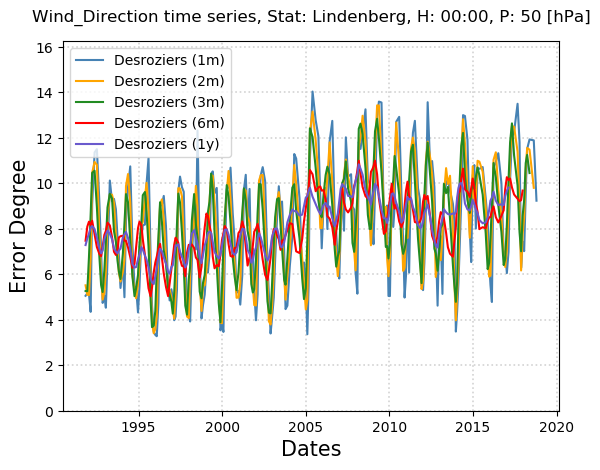 Wind_Direction time series, Stat: Lindenberg, H: 00:00, P: 50 [hPa]
16
14
12
10
8
6
4
2
0
Error Degree
Desroziers (1m)
Desroziers (2m)
Desroziers (3m)
Desroziers (6m)
Desroziers (1y)
1995 2000 2005 2010 2015 2020
Dates